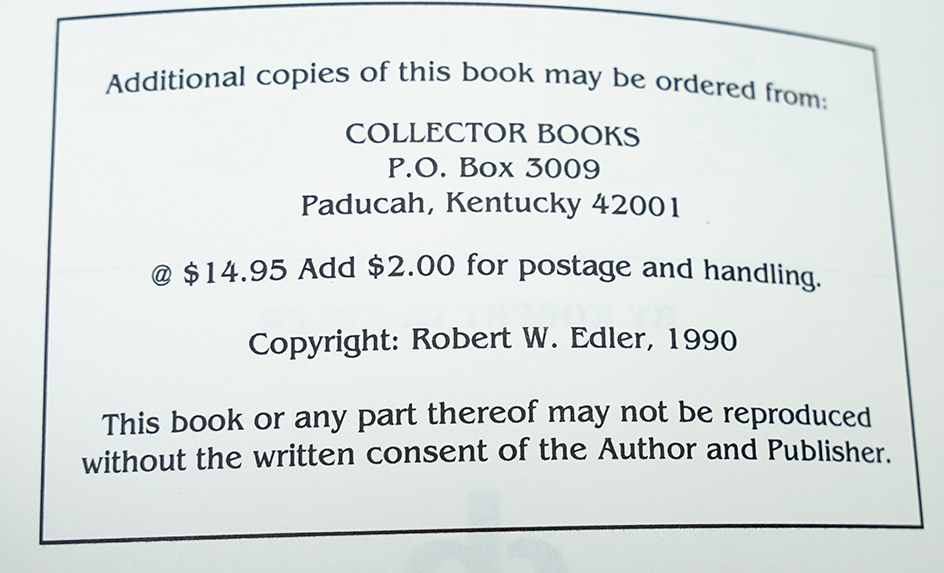 Additional copies of this book may be ordered from:
COLLECTOR BOOKS
P.O. Box 3009
Paducah, Kentucky 42001
@ $14.95 Add $2.00 for postage and handling.
Copyright: Robert W. Edler, 1990
This book or any part thereof may not be reproduced
without the written consent of the Author and Publisher.